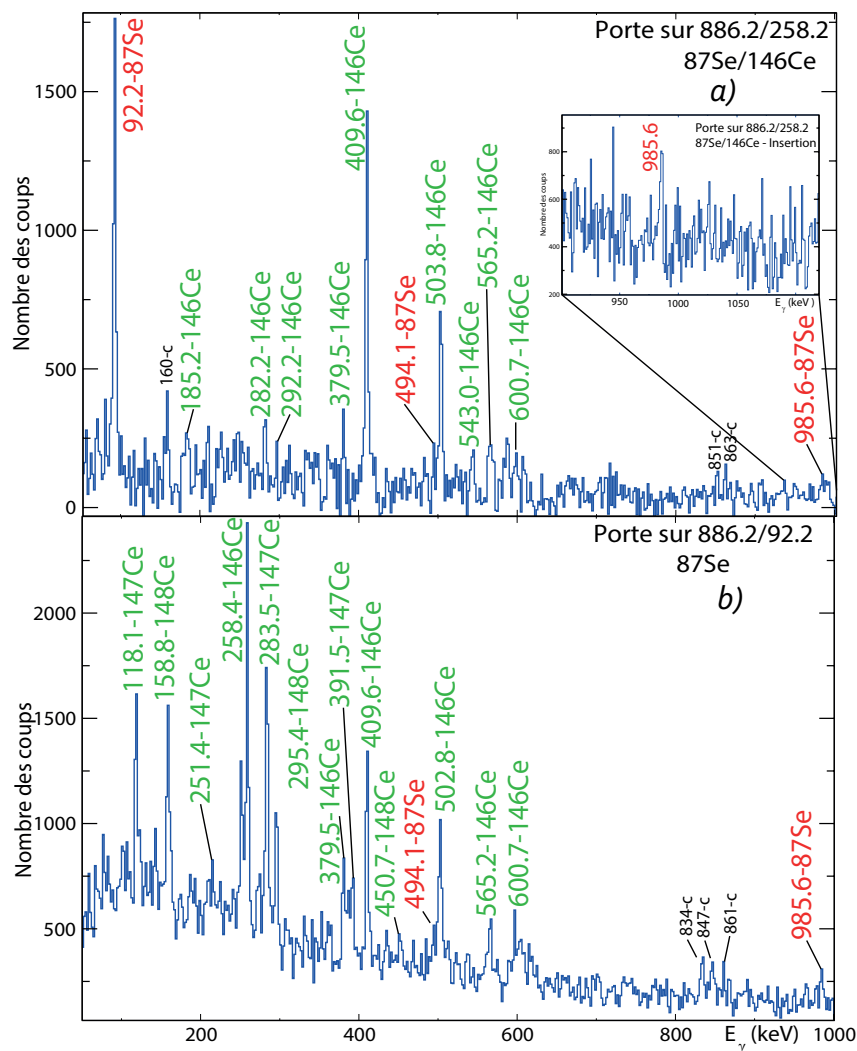 Porte sur 886.2/258.2
87Se/146Ce
a)
Nombre des coups
1500
1000
500
0
92.2-87Se
160-c
185.2-146Ce
282.2-146Ce
292.2-146Ce
379.5-146Ce
409.6-146Ce
494.1-87Se
503.8-146Ce
543.0-146Ce
565.2-146Ce
600.7-146Ce
851-c
863-c
985.6-87Se
Porte sur 886.2/258.2
87Se/146Ce - Insertion
985.6
Nombre des coups
800
600
400
200
950
1000
1050
E_γ (keV)
Porte sur 886.2/92.2
87Se
b)
Nombre des coups
2500
2000
1500
1000
500
118.1-147Ce
158.8-148Ce
251.4-147Ce
258.4-146Ce
283.5-147Ce
295.4-148Ce
379.5-146Ce
391.5-147Ce
409.6-146Ce
450.7-148Ce
494.1-87Se
502.8-146Ce
565.2-146Ce
600.7-146Ce
834-c
847-c
861-c
985.6-87Se
200
400
600
800
E_γ (keV)
1000